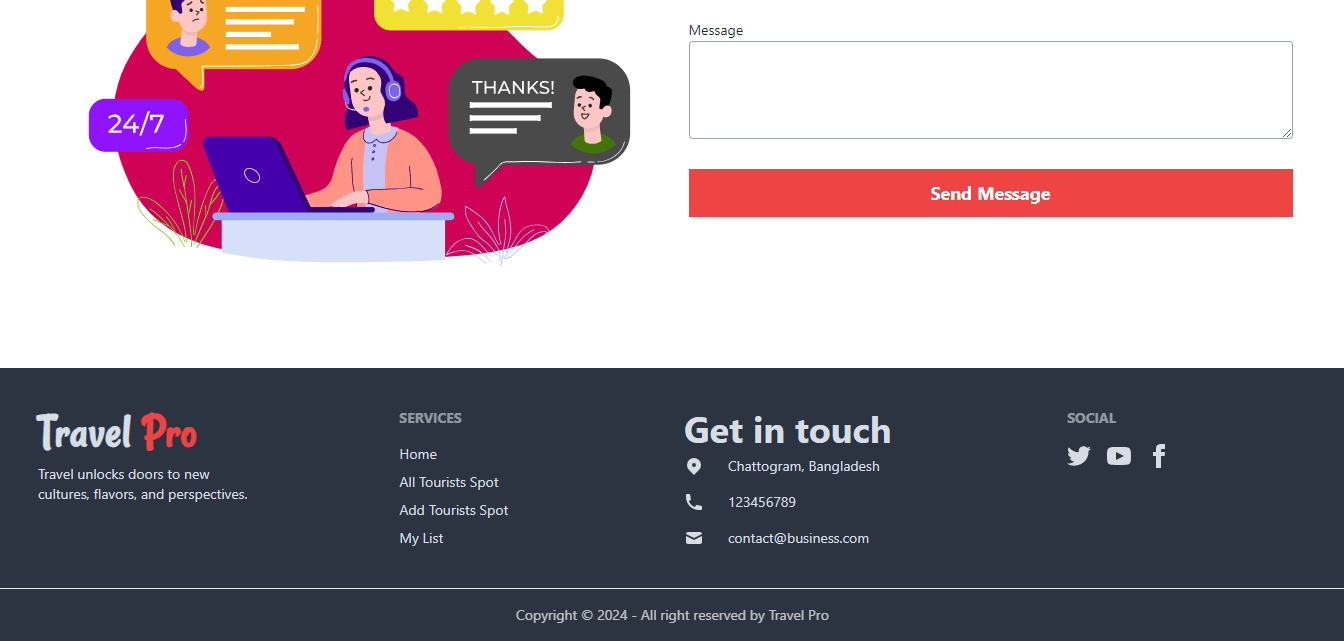 Message
THANKS!
24/7
Send Message
Travel Pro
Travel unlocks doors to new
cultures, flavors, and perspectives.
SERVICES
Home
All Tourists Spot
Add Tourists Spot
My List
Get in touch
Chattogram, Bangladesh
123456789
contact@business.com
SOCIAL
Copyright © 2024 - All right reserved by Travel Pro